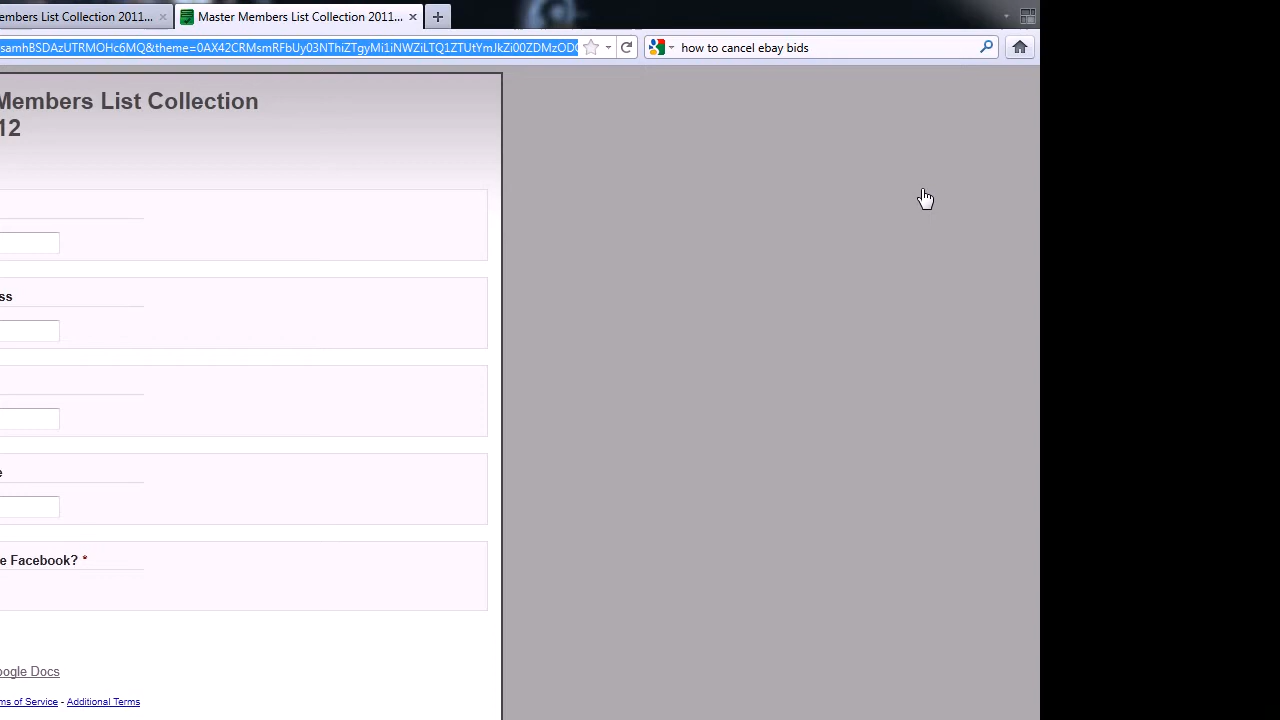 embers List Collection 2011...
Master Members List Collection 2011...
samhBSDAzUTRMOHc6MQ&theme=0AX42CRMsmRFbUy03NThiZTgyMi1iNWZiLTQ1ZTUtYmJkZi00ZDMzODC
how to cancel ebay bids
Members List Collection
12
ss
e
e Facebook? *
ogle Docs
ms of Service - Additional Terms